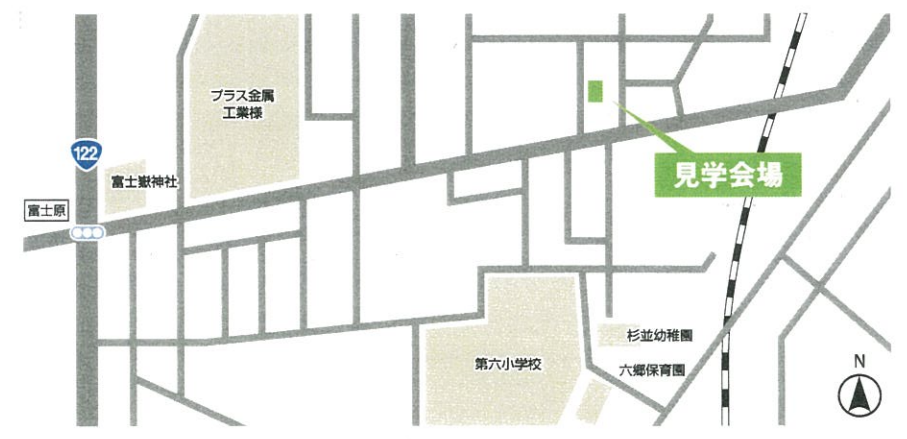 プラス金属
工業様
122
富士嶽神社
見学会場
富士原
杉並幼稚園
第六小学校
六郷保育園
N